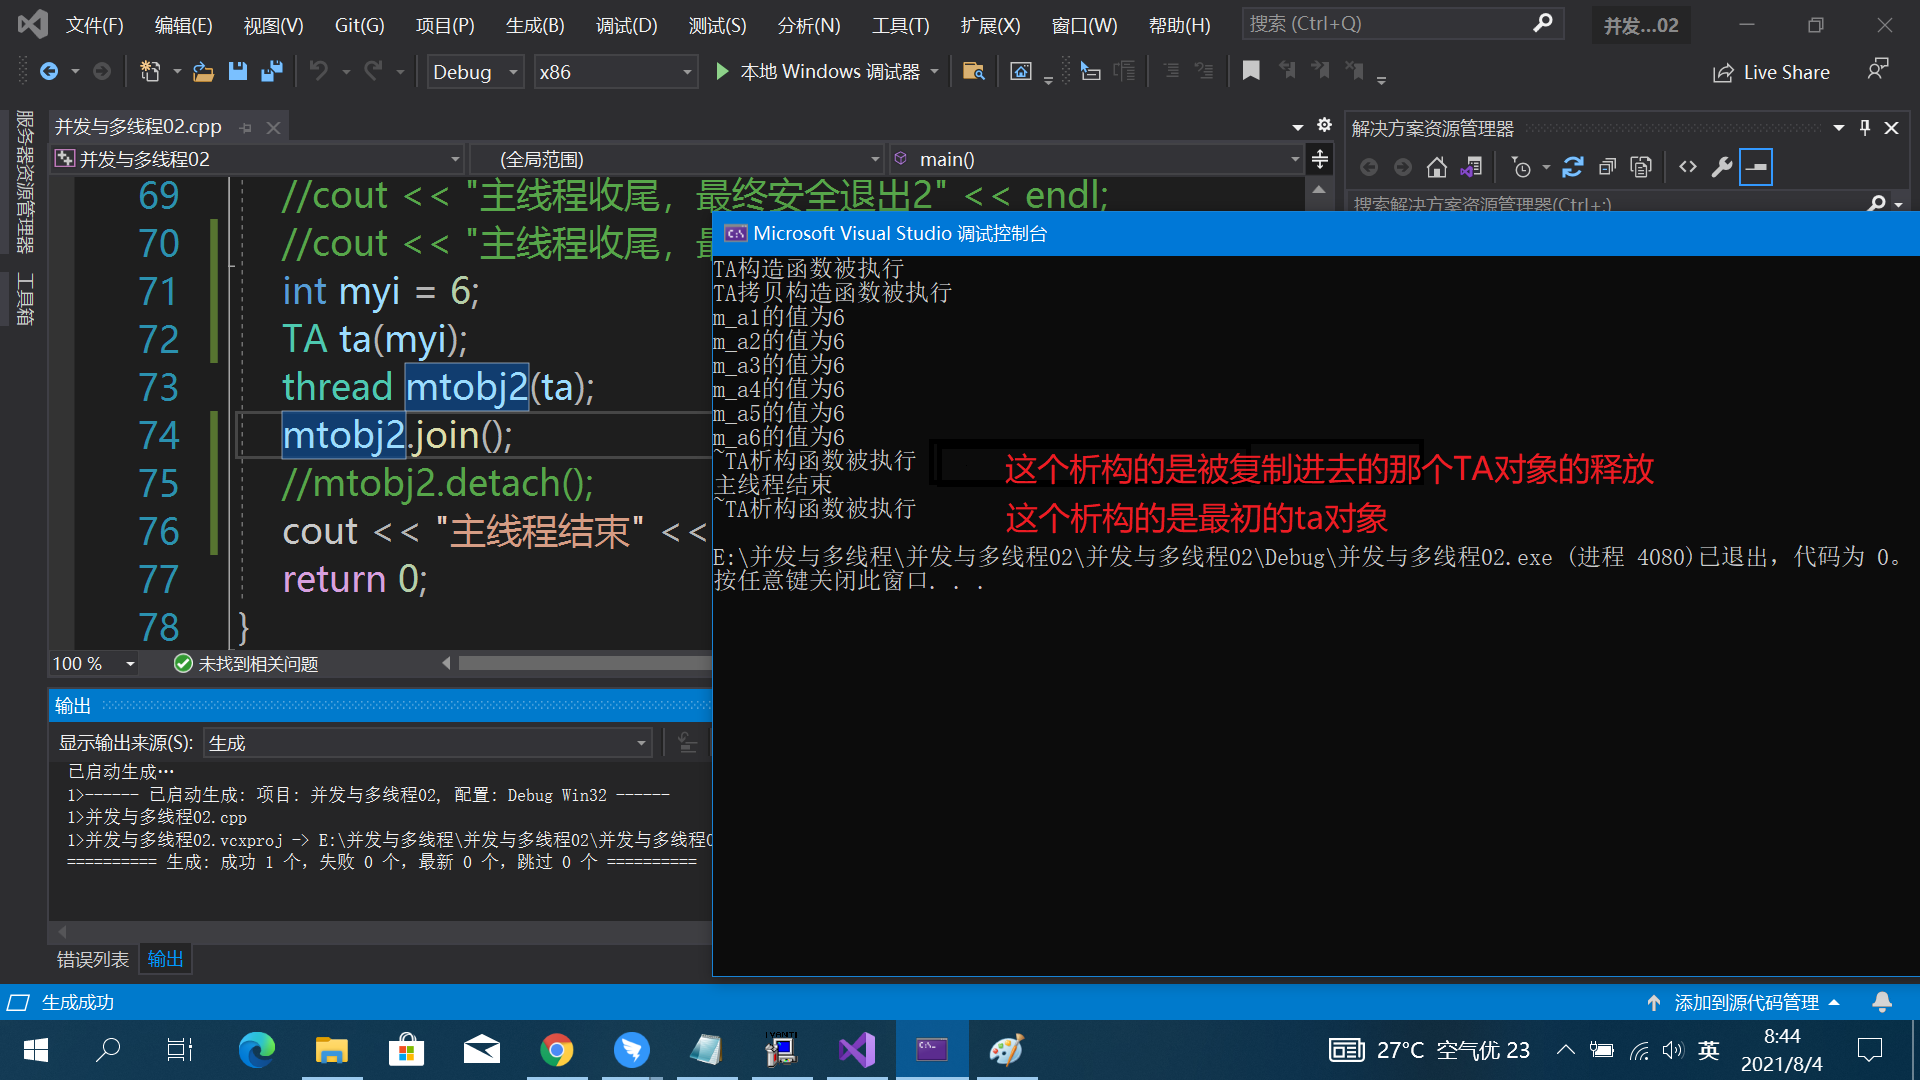 文件(F) 编辑(E) 视图(V) Git(G) 项目(P) 生成(B) 调试(D) 测试(S) 分析(N) 工具(T) 扩展(X) 窗口(W) 帮助(H) 搜索 (Ctrl+Q) 并发...02
Debug x86 本地 Windows 调试器 Live Share
服务器资源管理器
工具箱
并发与多线程02.cpp
并发与多线程02 (全局范围) main()
69 //cout << "主线程收尾，最终安全退出2" << endl;
70 //cout << "主线程收尾，
71 int myi = 6;
72 TA ta(myi);
73 thread mtobj2(ta);
74 mtobj2.join();
75 //mtobj2.detach();
76 cout << "主线程结束" <<
77 return 0;
78 }
100 % 未找到相关问题
解决方案资源管理器
搜索解决方案资源管理器(Ctrl+;)
Microsoft Visual Studio 调试控制台
TA构造函数被执行
TA拷贝构造函数被执行
m_a1的值为6
m_a2的值为6
m_a3的值为6
m_a4的值为6
m_a5的值为6
m_a6的值为6
~TA析构函数被执行 这个析构的是被复制进去的那个TA对象的释放
主线程结束
~TA析构函数被执行 这个析构的是最初的ta对象
E:\并发与多线程\并发与多线程02\并发与多线程02\Debug\并发与多线程02.exe (进程 4080)已退出，代码为 0。
按任意键关闭此窗口. . .
输出
显示输出来源(S): 生成
已启动生成…
1>------ 已启动生成: 项目: 并发与多线程02, 配置: Debug Win32 ------
1>并发与多线程02.cpp
1>并发与多线程02.vcxproj -> E:\并发与多线程\并发与多线程02\并发与多线程
========== 生成: 成功 1 个，失败 0 个，最新 0 个，跳过 0 个 ==========
错误列表 输出
生成成功 添加到源代码管理
27°C 空气优 23 英 8:44
2021/8/4